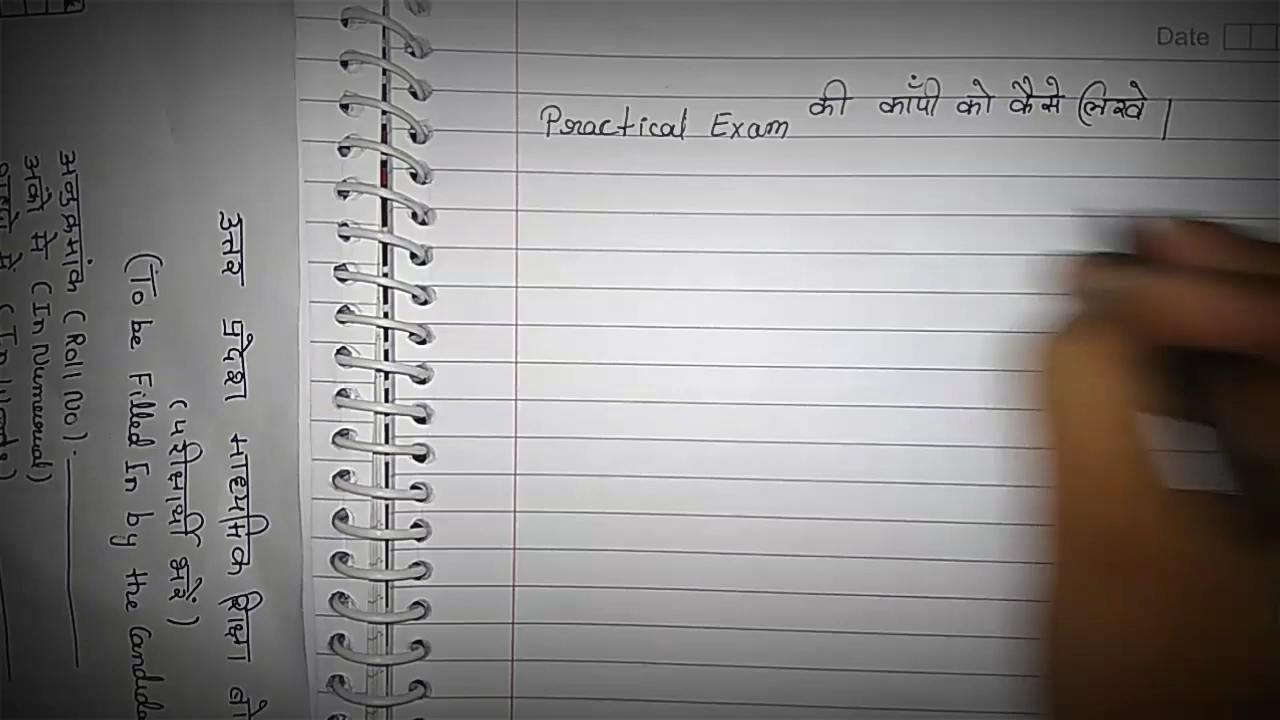 Date
Practical Exam की कॉपी को कैसे लिखे।
उत्तर प्रदेश माध्यमिक शिक्षा
(परीक्षार्थी भरें)
(To be Filled In by the
अनुक्रमांक (Roll No):
अंको मे (In Numeral)